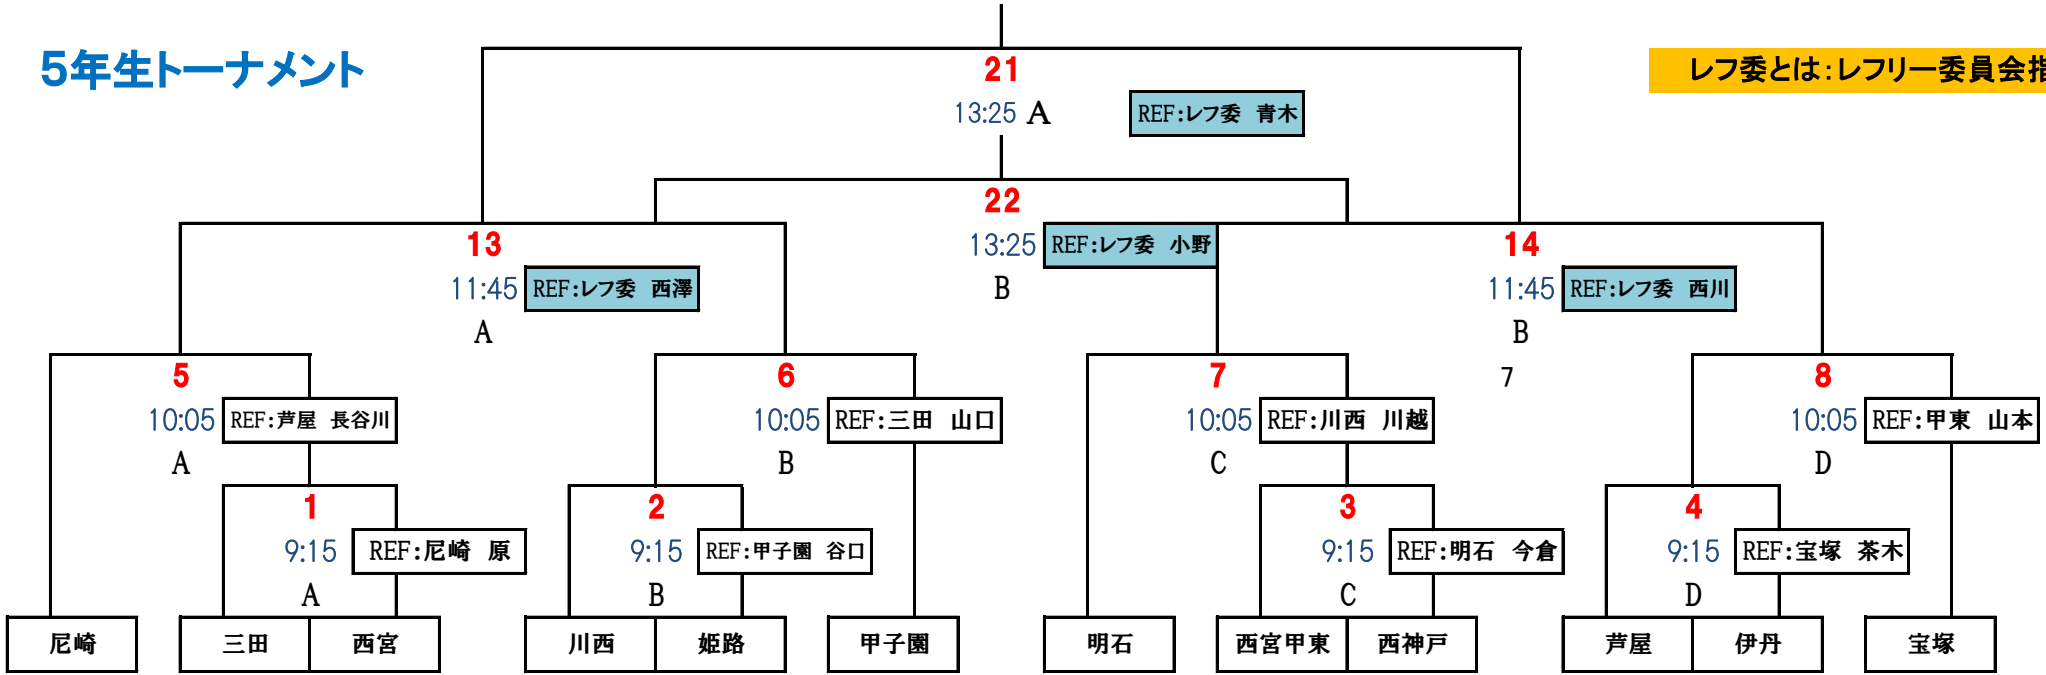 5年生トーナメント
レフ委とは:レフリー委員会指
21
13:25 A
REF:レフ委 青木
22
13:25
REF:レフ委 小野
B
13
11:45
REF:レフ委 西澤
A
14
11:45
REF:レフ委 西川
B
7
5
10:05
REF:芦屋 長谷川
A
6
10:05
REF:三田 山口
B
7
10:05
REF:川西 川越
C
8
10:05
REF:甲東 山本
D
1
9:15
REF:尼崎 原
A
2
9:15
REF:甲子園 谷口
B
3
9:15
REF:明石 今倉
C
4
9:15
REF:宝塚 茶木
D
尼崎
三田
西宮
川西
姫路
甲子園
明石
西宮甲東
西神戸
芦屋
伊丹
宝塚